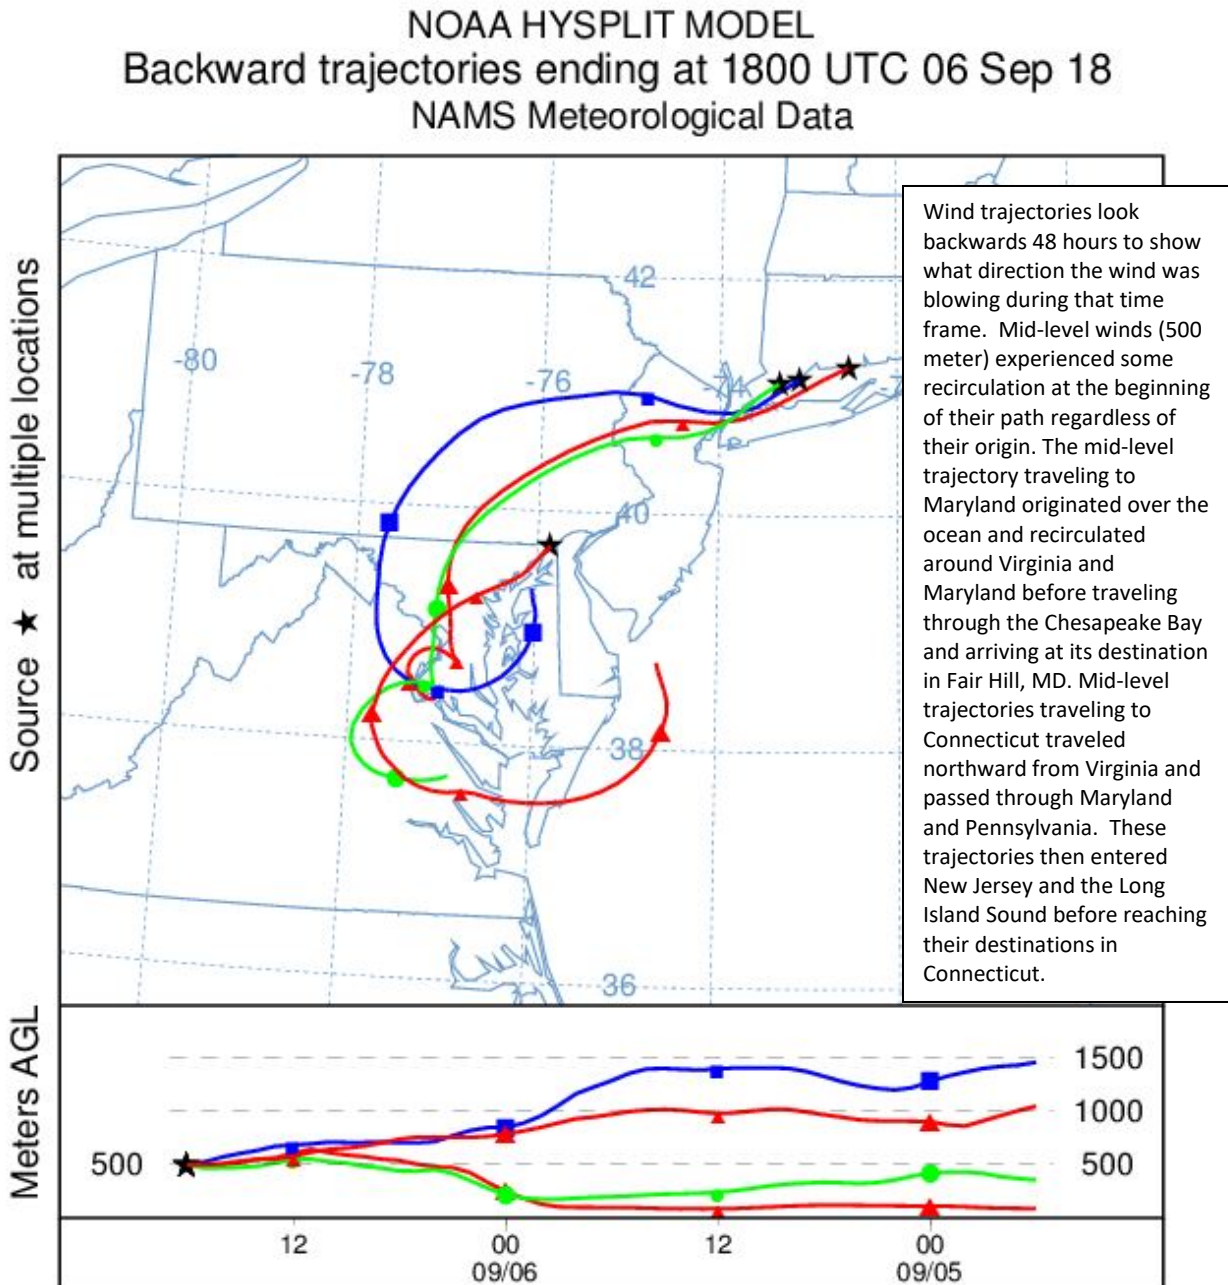 NOAA HYSPLIT MODEL
Backward trajectories ending at 1800 UTC 06 Sep 18
NAMS Meteorological Data
Source ★ at multiple locations
-80
-78
-76
-74
42
40
38
36
Wind trajectories look
backwards 48 hours to show
what direction the wind was
blowing during that time
frame. Mid-level winds (500
meter) experienced some
recirculation at the beginning
of their path regardless of
their origin. The mid-level
trajectory traveling to
Maryland originated over the
ocean and recirculated
around Virginia and
Maryland before traveling
through the Chesapeake Bay
and arriving at its destination
in Fair Hill, MD. Mid-level
trajectories traveling to
Connecticut traveled
northward from Virginia and
passed through Maryland
and Pennsylvania. These
trajectories then entered
New Jersey and the Long
Island Sound before reaching
their destinations in
Connecticut.
Meters AGL
500
1500
1000
500
12
00
12
00
09/06
09/05